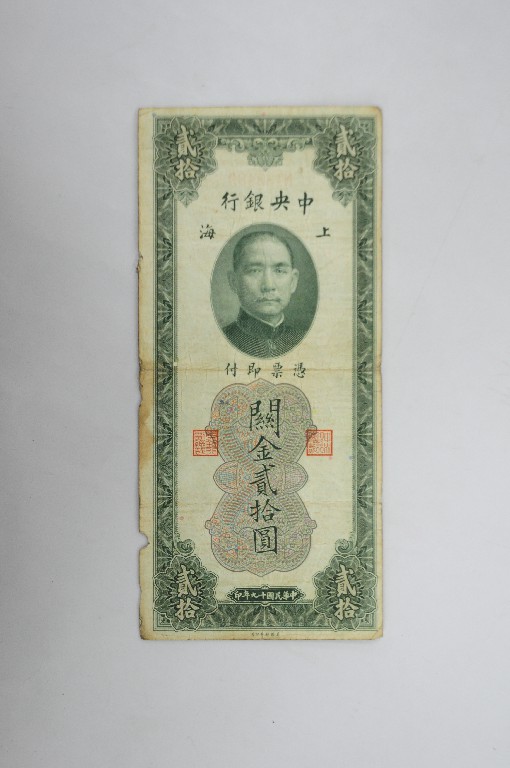 貳拾 貳拾
中央銀行
上海
憑票即付
關金貳拾圓
中華民國十九年印
貳拾 貳拾